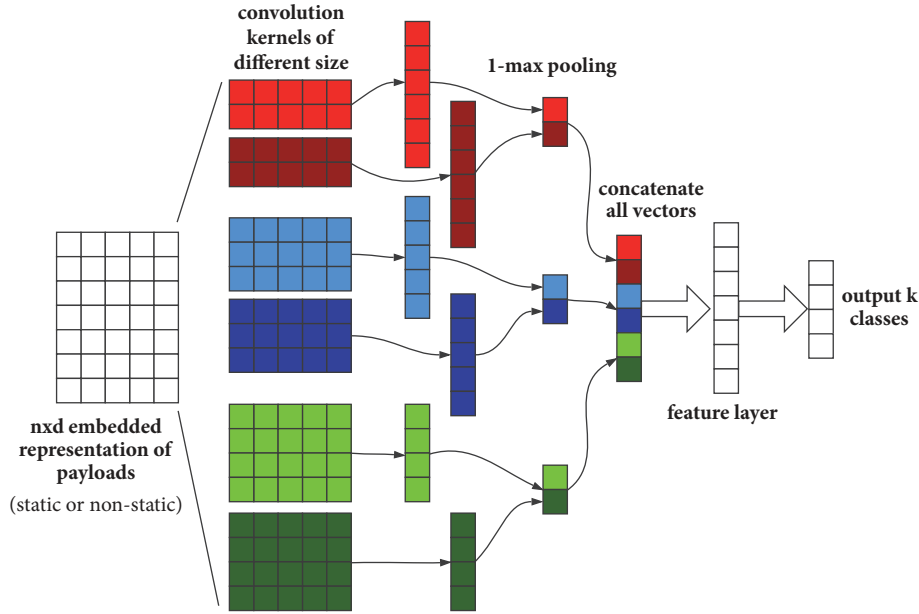 convolution
kernels of
different size
1-max pooling
concatenate
all vectors
output k
classes
feature layer
nxd embedded
representation of
payloads
(static or non-static)